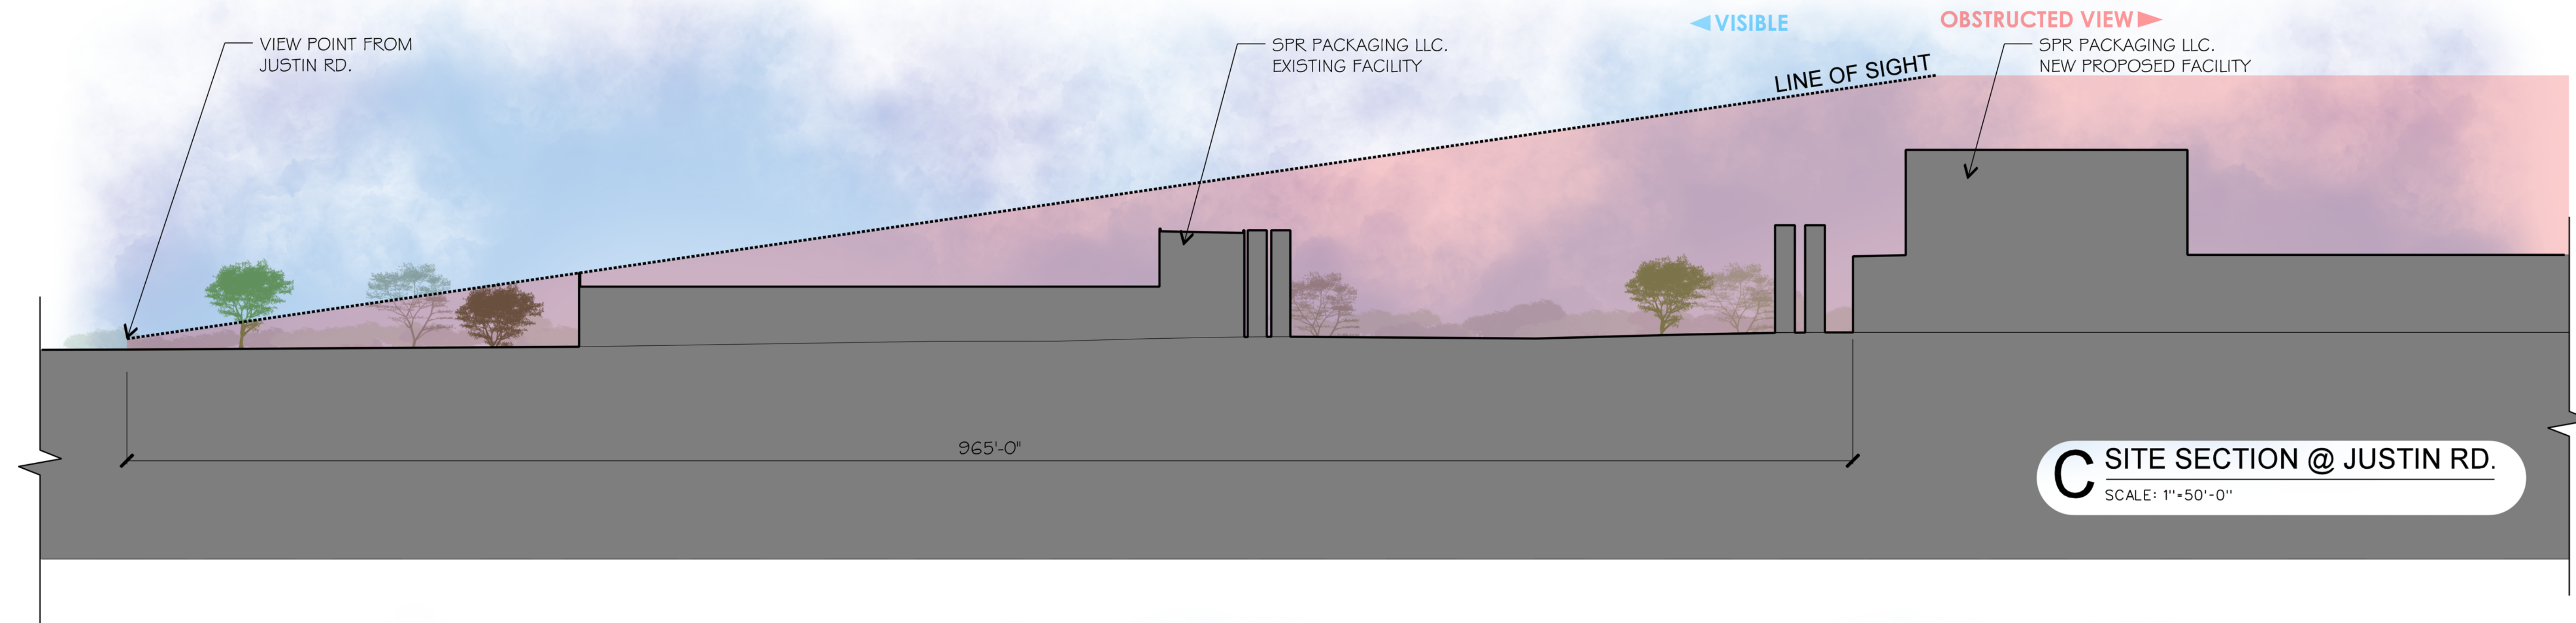 VIEW POINT FROM
JUSTIN RD.
SPR PACKAGING LLC.
EXISTING FACILITY
◀ VISIBLE
OBSTRUCTED VIEW ▶
LINE OF SIGHT
SPR PACKAGING LLC.
NEW PROPOSED FACILITY
965'-0"
C SITE SECTION @ JUSTIN RD.
SCALE: 1"=50'-0"